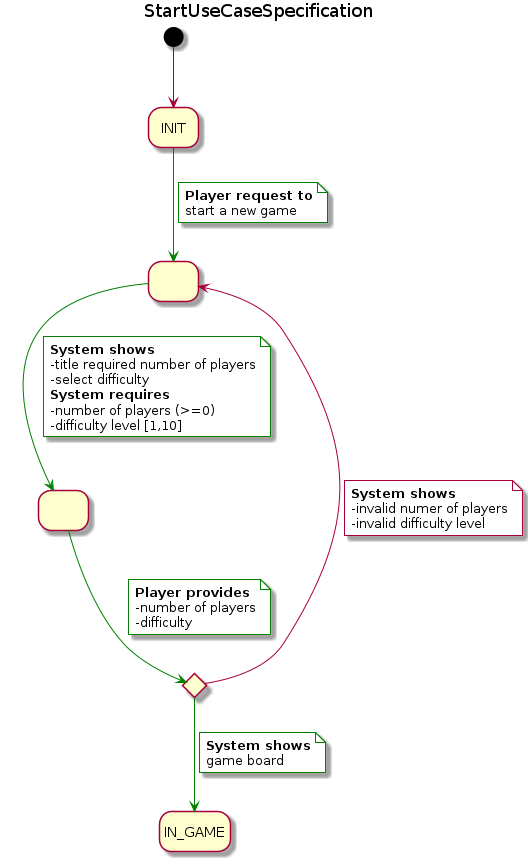 StartUseCaseSpecification
INIT
Player request to
start a new game
System shows
-title required number of players
-select difficulty
System requires
-number of players (>=0)
-difficulty level [1,10]
System shows
-invalid numer of players
-invalid difficulty level
Player provides
-number of players
-difficulty
System shows
game board
IN_GAME